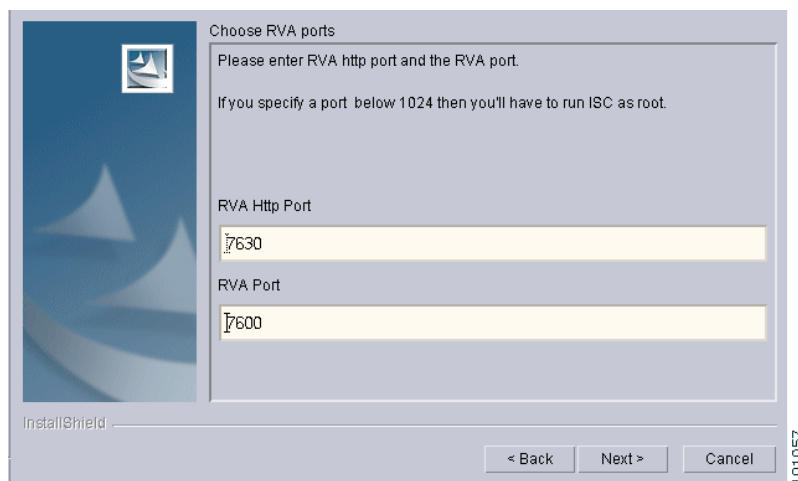 Choose RVA ports
Please enter RVA http port and the RVA port.
If you specify a port below 1024 then you'll have to run ISC as root.
RVA Http Port
7630
RVA Port
7600
InstallShield
< Back
Next >
Cancel
101057